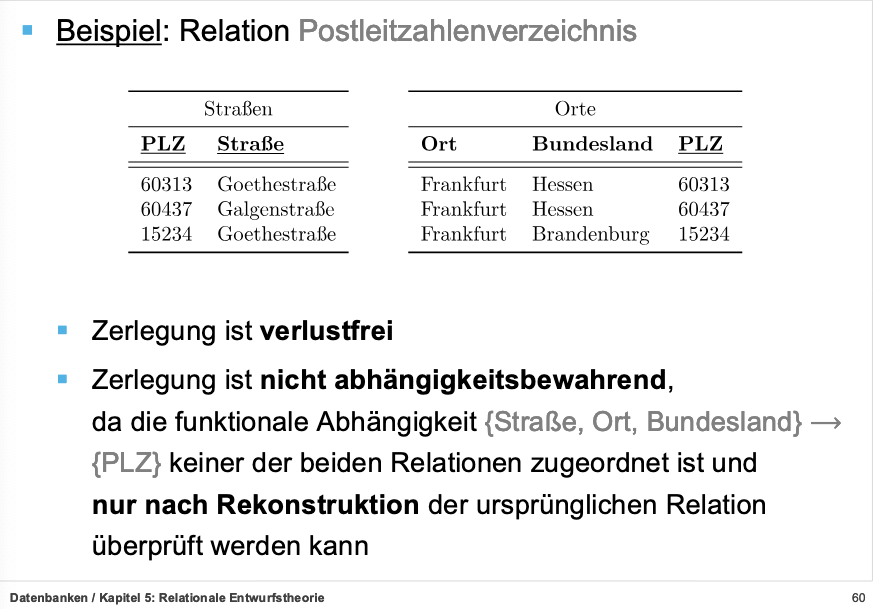 Beispiel: Relation Postleitzahlenverzeichnis
Straßen
PLZ Straße
60313 Goethestraße
60437 Galgenstraße
15234 Goethestraße
Orte
Ort Bundesland PLZ
Frankfurt Hessen 60313
Frankfurt Hessen 60437
Frankfurt Brandenburg 15234
Zerlegung ist verlustfrei
Zerlegung ist nicht abhängigkeitsbewahrend,
da die funktionale Abhängigkeit {Straße, Ort, Bundesland} →
{PLZ} keiner der beiden Relationen zugeordnet ist und
nur nach Rekonstruktion der ursprünglichen Relation
überprüft werden kann
Datenbanken / Kapitel 5: Relationale Entwurfstheorie
60